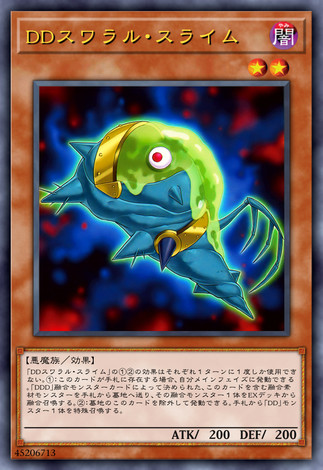 DDスワラル・スライム
やみ
闇
【悪魔族／効果】
「DDスワラル・スライム」の①②の効果はそれぞれ１ターンに１度しか使用でき
ない。①：このカードが手札に存在する場合、自分メインフェイズに発動できる。
「DDD」融合モンスターカードによって決められた、このカードを含む融合素
材モンスターを手札から墓地へ送り、その融合モンスター１体をEXデッキから
融合召喚する。②：墓地のこのカードを除外して発動できる。手札から「DD」モ
ンスター１体を特殊召喚する。
ATK/ 200 DEF/ 200
45206713